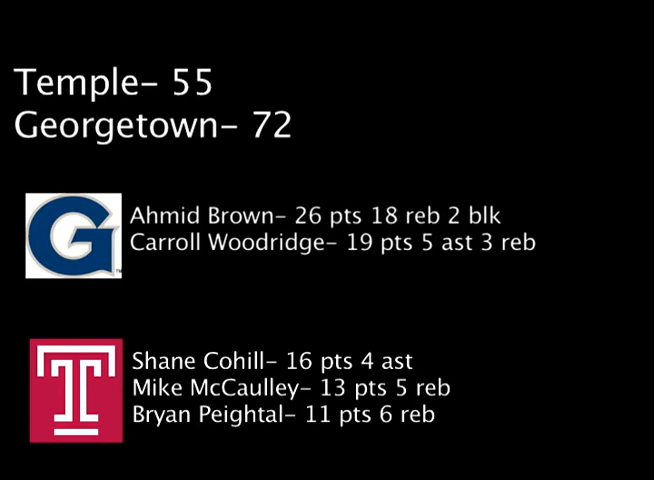 Temple- 55
Georgetown- 72
G
Ahmid Brown- 26 pts 18 reb 2 blk
Carroll Woodridge- 19 pts 5 ast 3 reb
T
Shane Cohill- 16 pts 4 ast
Mike McCaulley- 13 pts 5 reb
Bryan Peightal- 11 pts 6 reb